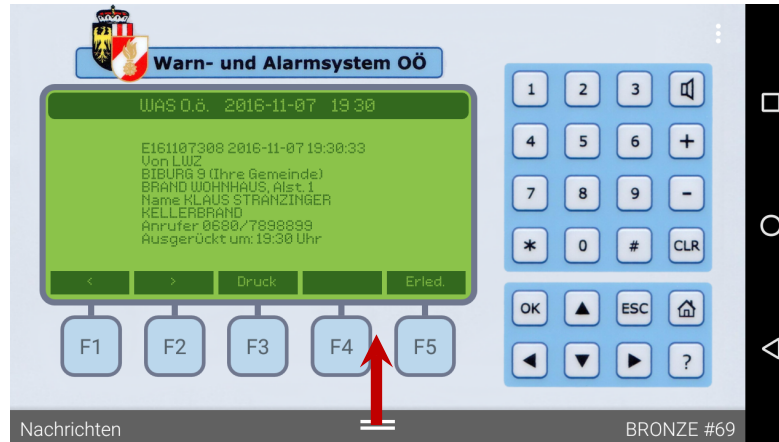 Warn- und Alarmsystem OÖ
WAS O.ö. 2016-11-07 19 30
E161107308 2016-11-07 19:30:33
Von LWZ
BIBURG 9 (Ihre Gemeinde)
BRAND WOHNHAUS, Alst. 1
Name KLAUS STRANZINGER
KELLERBRAND
Anrufer 0680/7898899
Ausgerückt um: 19:30 Uhr
< > Druck Erled.
F1 F2 F3 F4 F5
1 2 3
4 5 6 +
7 8 9 -
* 0 # CLR
OK ▲ ESC
◀ ▼ ▶ ?
Nachrichten
BRONZE #69